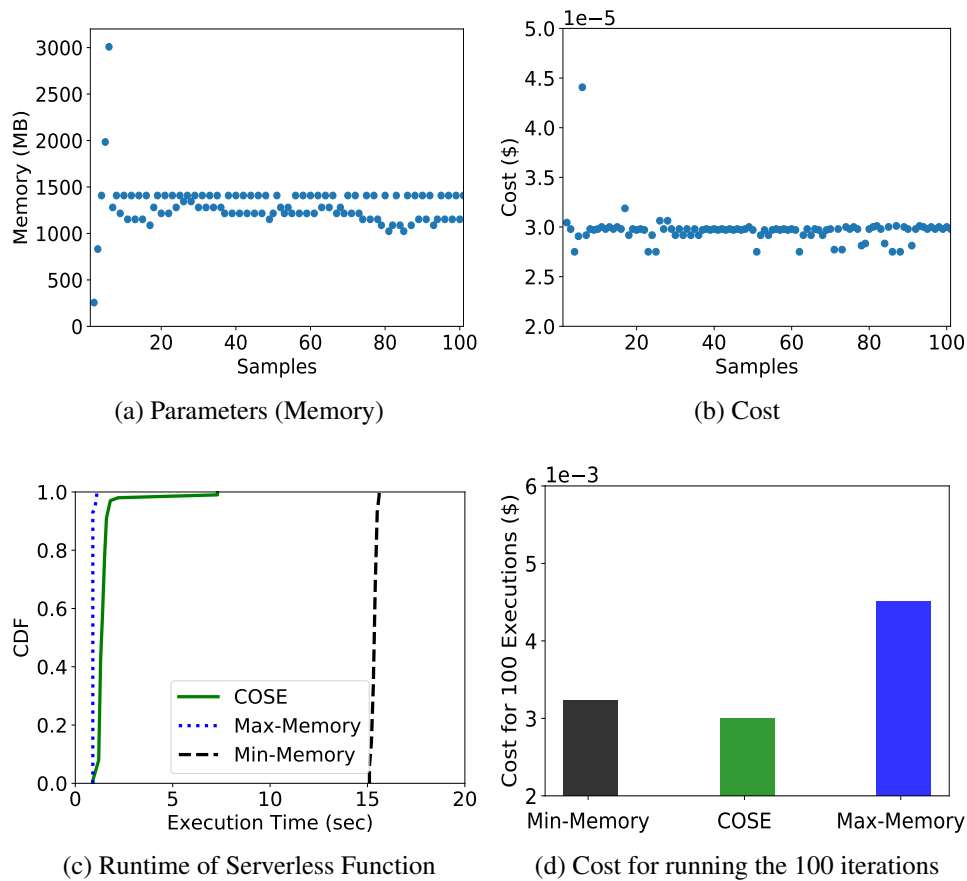 3000
2500
2000
1500
1000
500
0
Memory (MB)
20 40 60 80 100
Samples
(a) Parameters (Memory)
1e−5
5.0
4.5
4.0
3.5
3.0
2.5
2.0
Cost ($)
20 40 60 80 100
Samples
(b) Cost
1.0
0.8
0.6
0.4
0.2
0.0
CDF
COSE
Max-Memory
Min-Memory
0 5 10 15 20
Execution Time (sec)
(c) Runtime of Serverless Function
1e−3
6
5
4
3
2
Cost for 100 Executions ($)
Min-Memory COSE Max-Memory
(d) Cost for running the 100 iterations